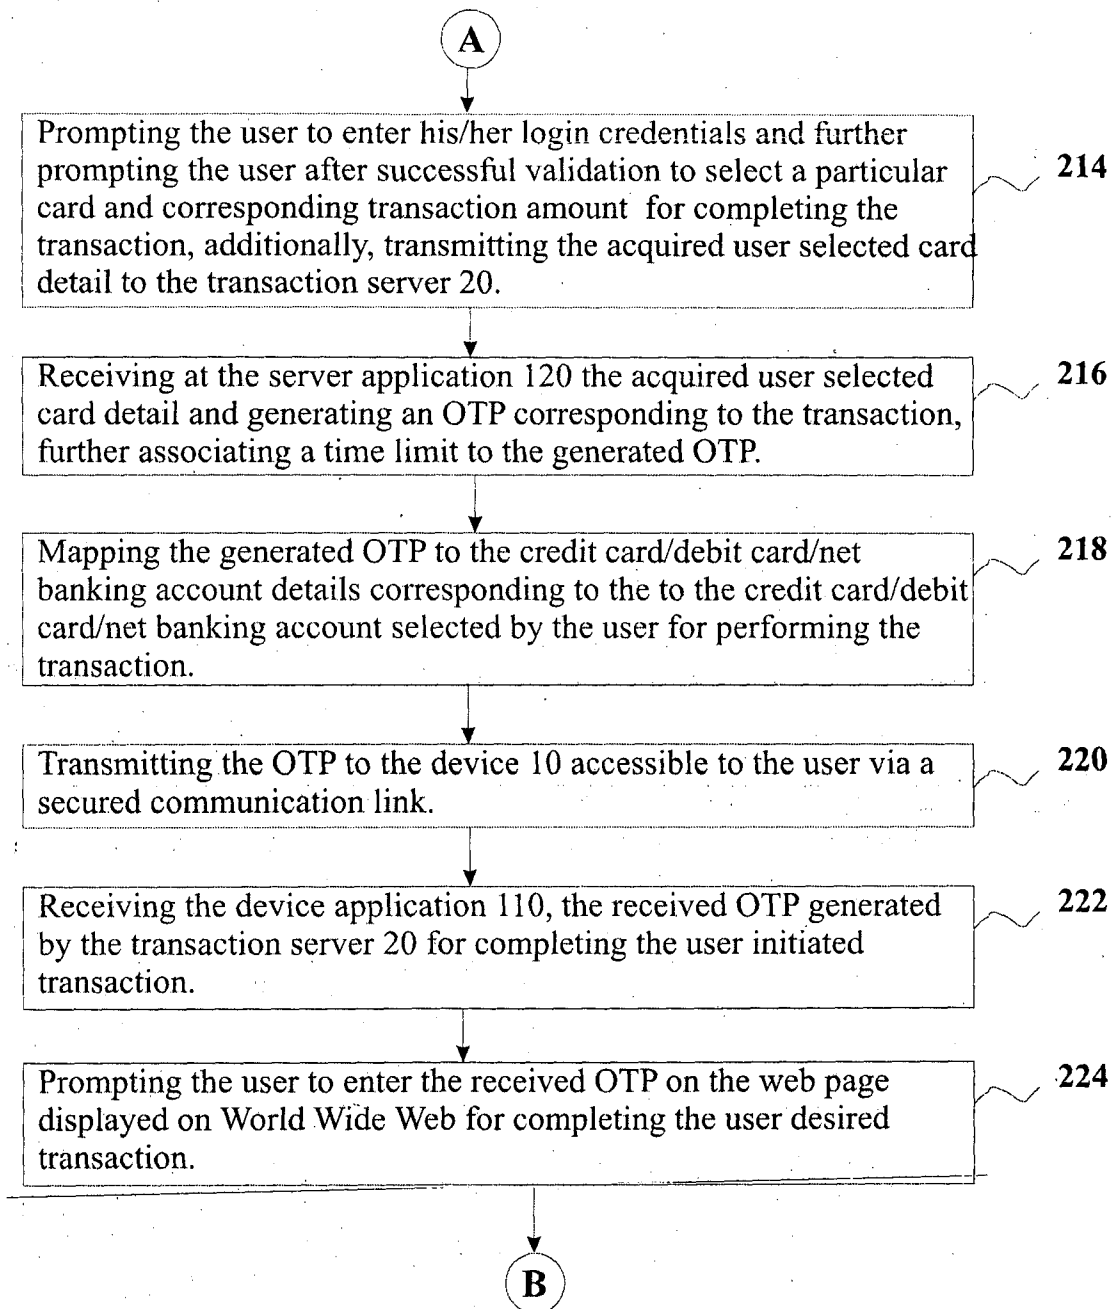 A
Prompting the user to enter his/her login credentials and further
prompting the user after successful validation to select a particular
card and corresponding transaction amount for completing the
transaction, additionally, transmitting the acquired user selected card
detail to the transaction server 20.
214
Receiving at the server application 120 the acquired user selected
card detail and generating an OTP corresponding to the transaction,
further associating a time limit to the generated OTP.
216
Mapping the generated OTP to the credit card/debit card/net
banking account details corresponding to the to the credit card/debit
card/net banking account selected by the user for performing the
transaction.
218
Transmitting the OTP to the device 10 accessible to the user via a
secured communication link.
220
Receiving the device application 110, the received OTP generated
by the transaction server 20 for completing the user initiated
transaction.
222
Prompting the user to enter the received OTP on the web page
displayed on World Wide Web for completing the user desired
transaction.
224
B